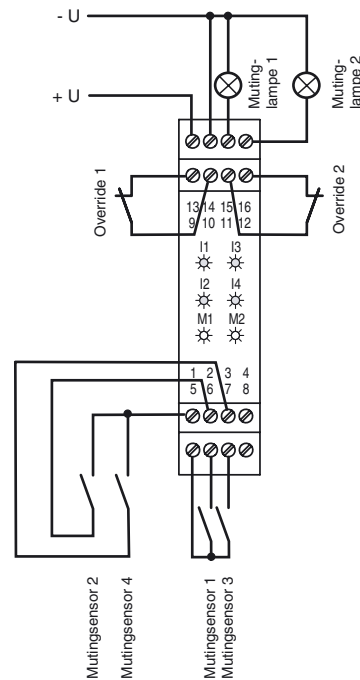 - U
+ U
Muting-
lampe 1
Muting-
lampe 2
Override 1
Override 2
13 14 15 16
9 10 11 12
I1 I3
I2 I4
M1 M2
1 2 3 4
5 6 7 8
Mutingsensor 2
Mutingsensor 4
Mutingsensor 1
Mutingsensor 3